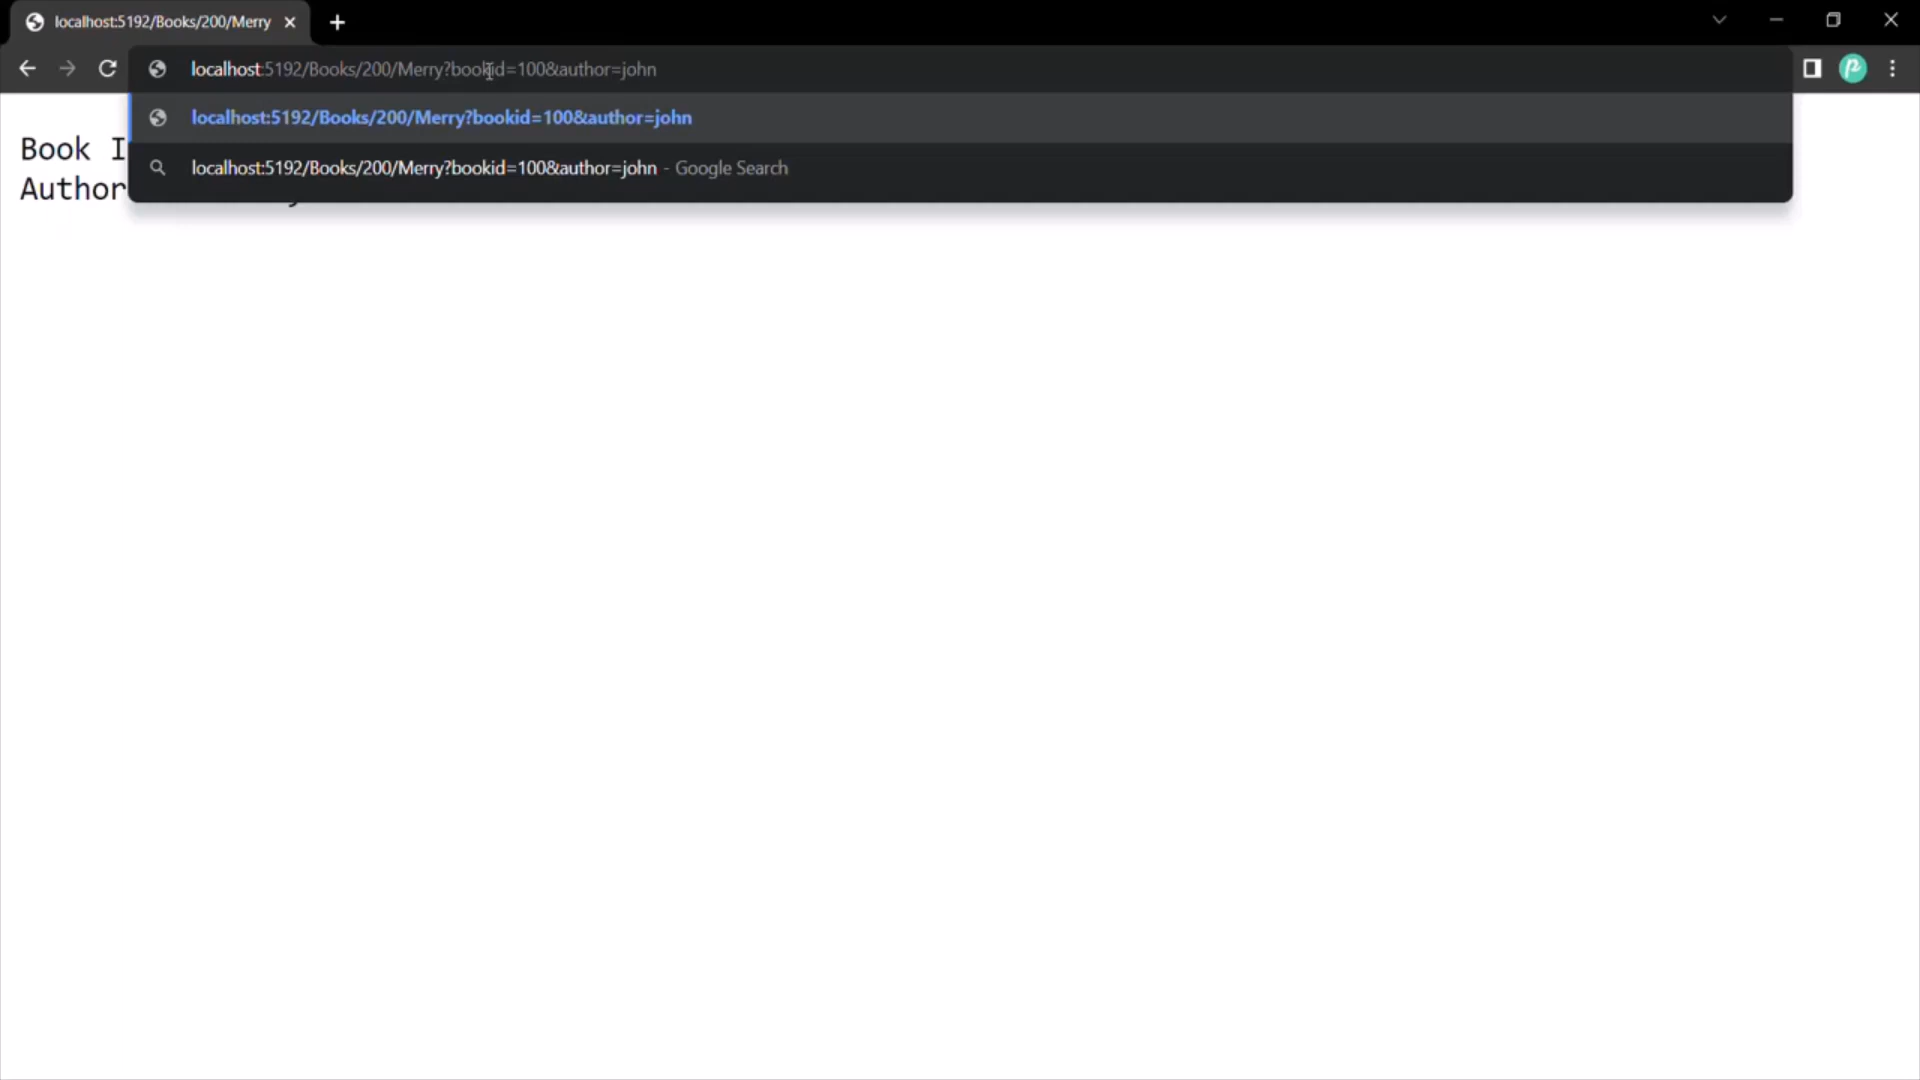 localhost:5192/Books/200/Merry
localhost:5192/Books/200/Merry?bookid=100&author=john
localhost:5192/Books/200/Merry?bookid=100&author=john
localhost:5192/Books/200/Merry?bookid=100&author=john - Google Search
Book I
Author